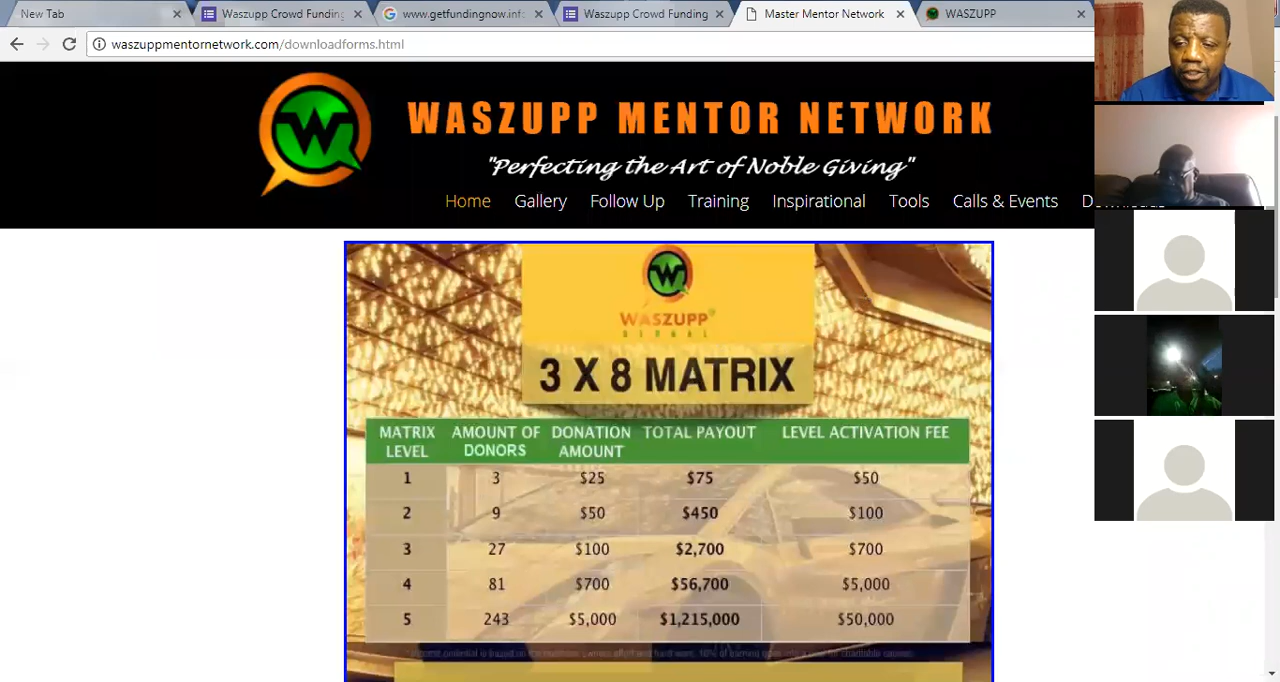 New Tab
Waszupp Crowd Funding
www.getfundingnow.inf
Waszupp Crowd Funding
Master Mentor Network
WASZUPP
waszuppmentornetwork.com/downloadforms.html
WASZUPP MENTOR NETWORK
"Perfecting the Art of Noble Giving"
Home Gallery Follow Up Training Inspirational Tools Calls & Events
WASZUPP
GLOBAL
3 X 8 MATRIX
MATRIX LEVEL AMOUNT OF DONORS DONATION AMOUNT TOTAL PAYOUT LEVEL ACTIVATION FEE
1 3 $25 $75 $50
2 9 $50 $450 $100
3 27 $100 $2,700 $700
4 81 $700 $56,700 $5,000
5 243 $5,000 $1,215,000 $50,000